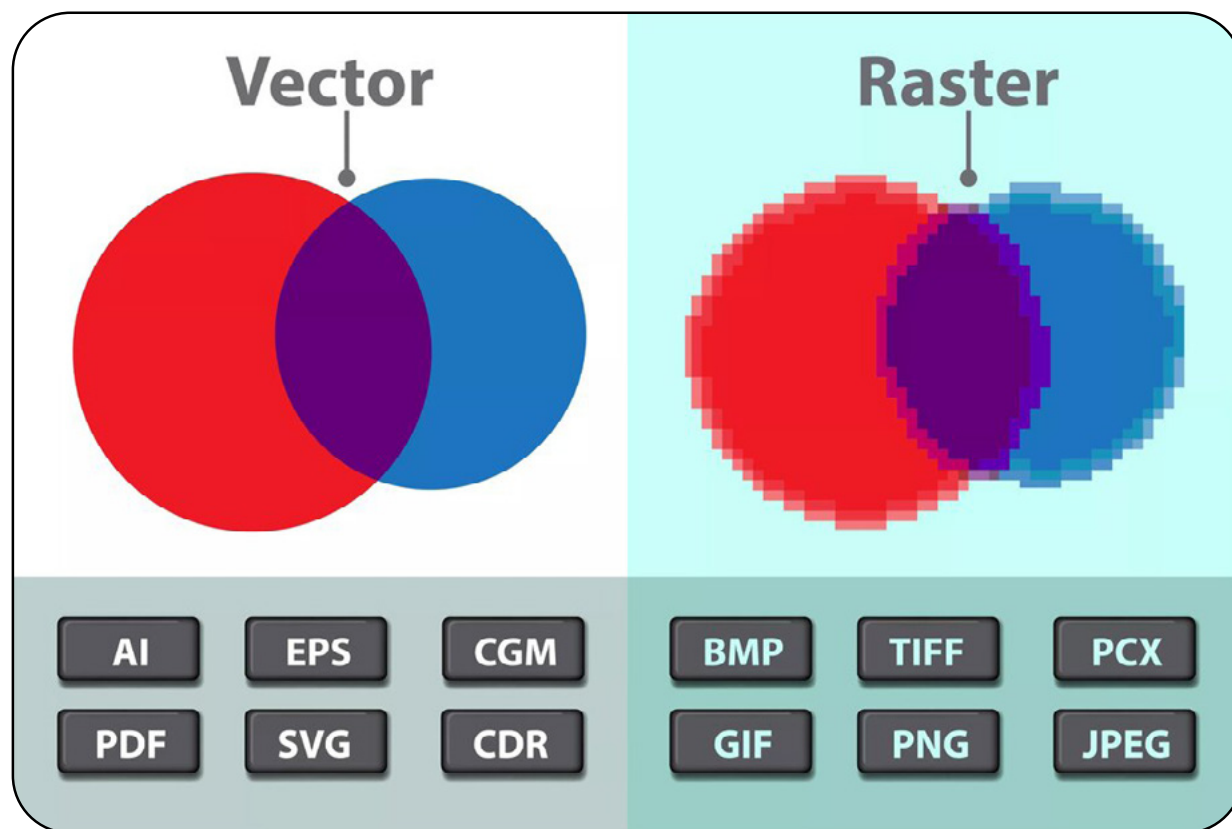 Vector
Raster
AI EPS CGM
PDF SVG CDR
BMP TIFF PCX
GIF PNG JPEG